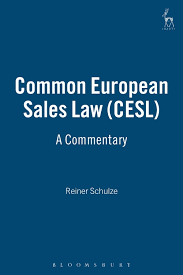 Common European
Sales Law (CESL)
A Commentary
Reiner Schulze
BLOOMSBURY